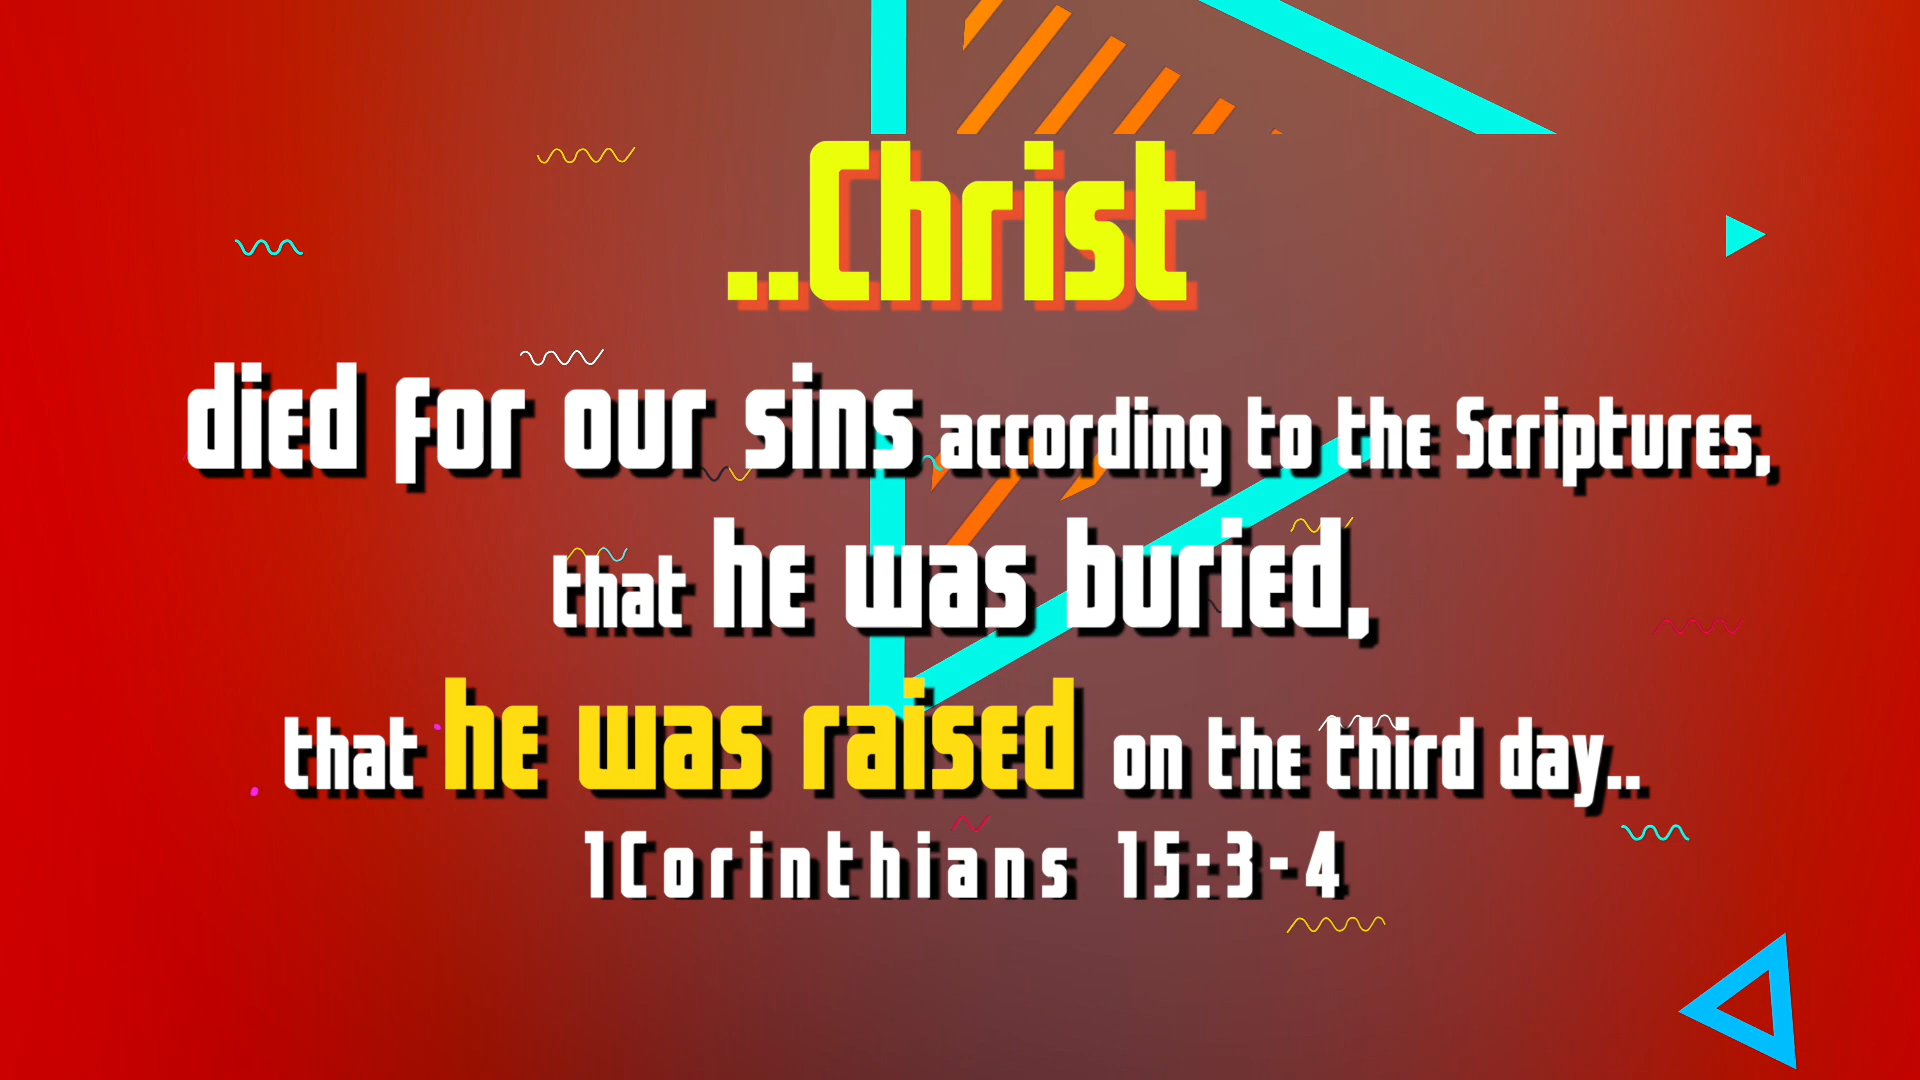 ..Christ
died for our sins according to the Scriptures,
that he was buried,
that he was raised on the third day..
1Corinthians 15:3-4